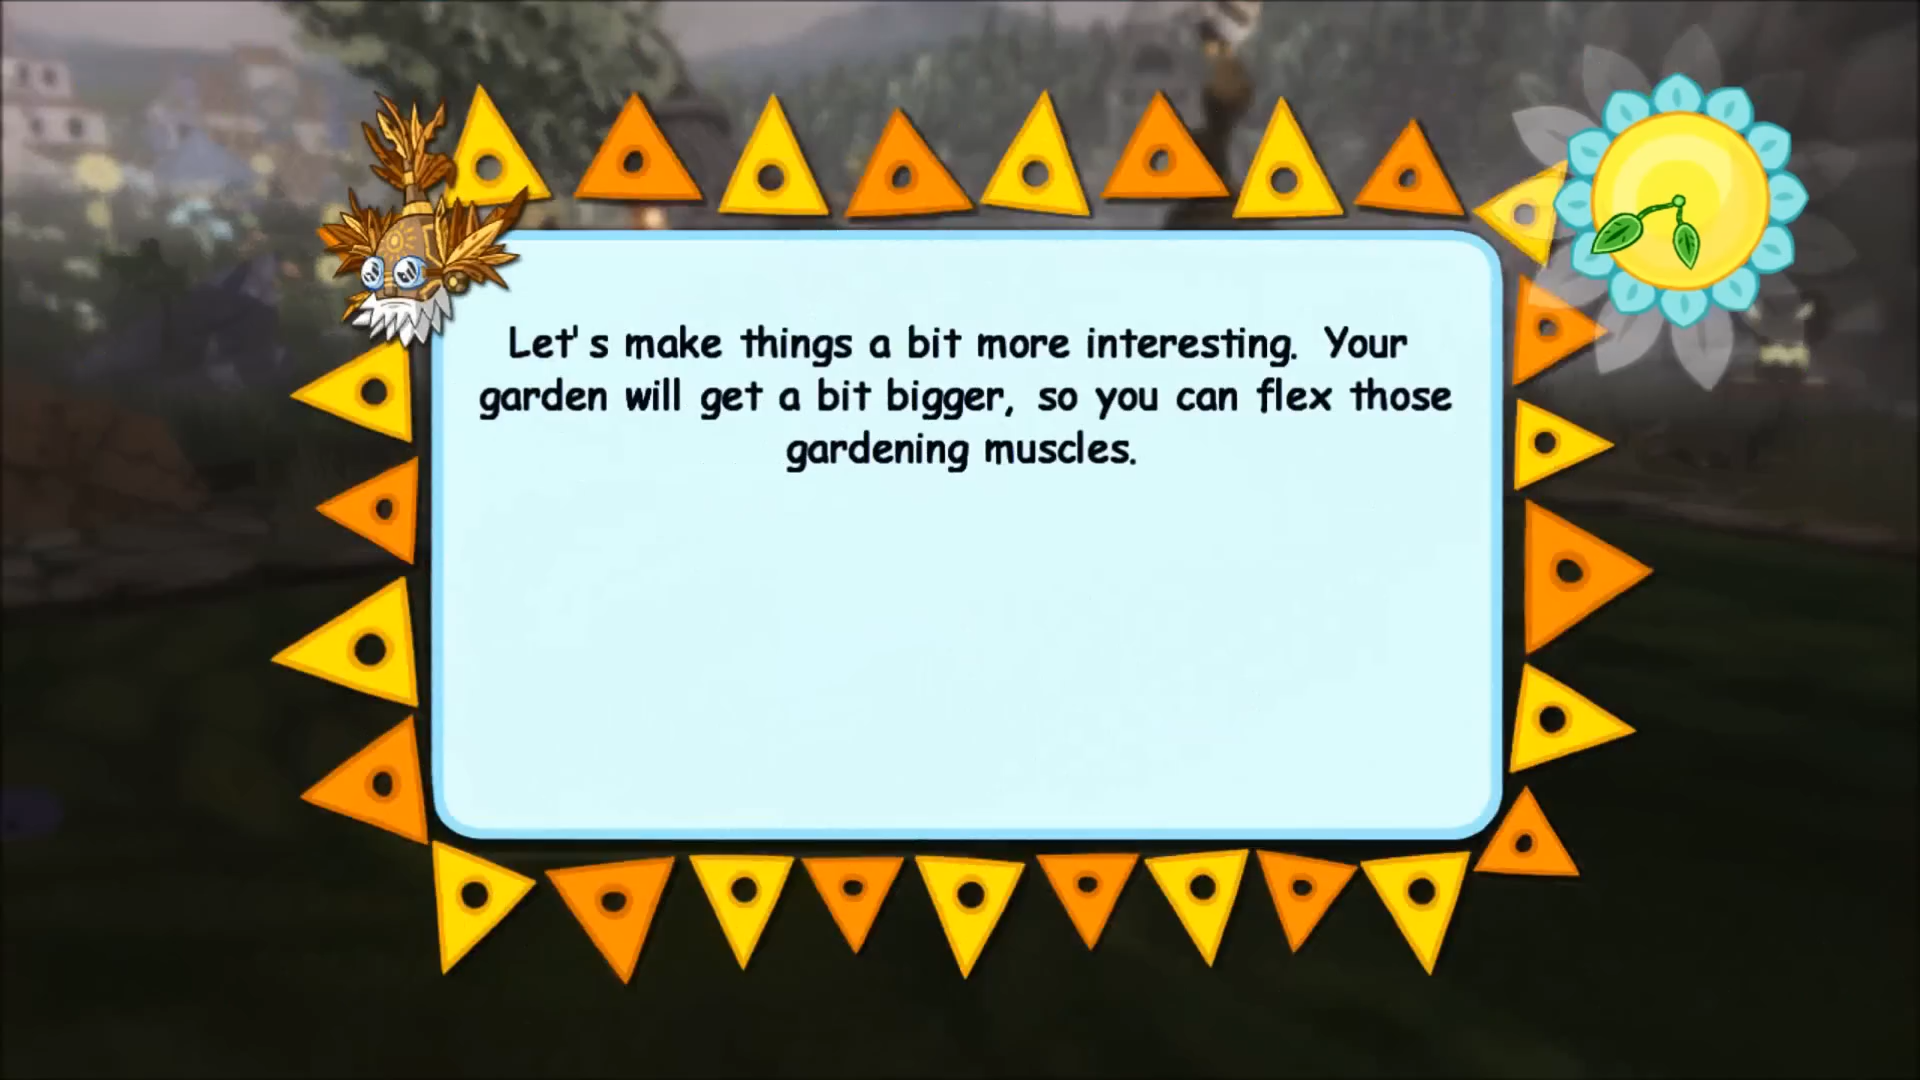 Let's make things a bit more interesting. Your
garden will get a bit bigger, so you can flex those
gardening muscles.